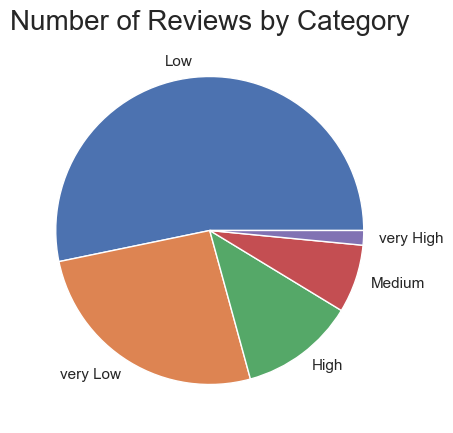 Number of Reviews by Category
Low
very High
Medium
High
very Low